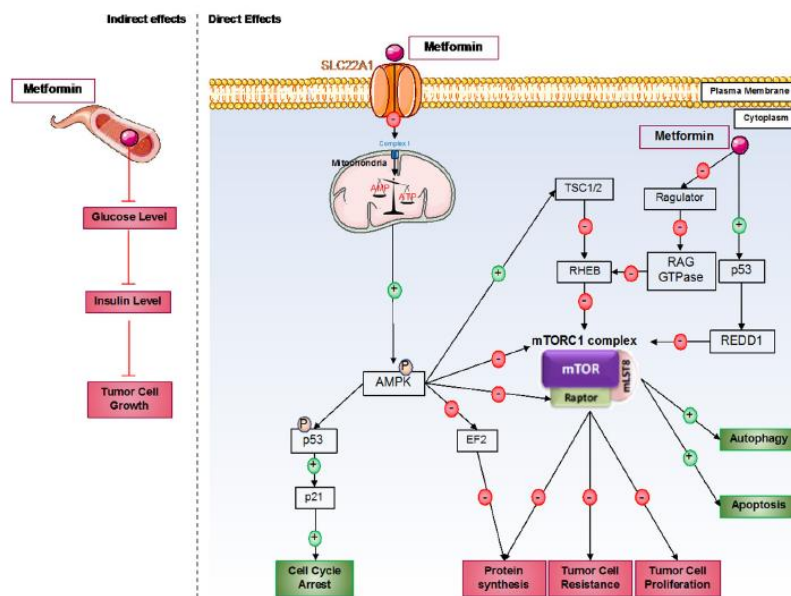 Indirect effects
Direct Effects
Metformin
SLC22A1
Metformin
Plasma Membrane
Cytoplasm
Metformin
-
Complex I
Mitochondria
AMP
ATP
TSC1/2
-
Ragulator
+
Glucose Level
-
-
RAG
GTPase
p53
RHEB
-
+
+
-
Insulin Level
mTORC1 complex
-
REDD1
-
mTOR
mLST8
Raptor
P
AMPK
-
-
Tumor Cell
Growth
P
p53
EF2
+
Autophagy
+
+
p21
-
-
-
-
Apoptosis
+
Cell Cycle
Arrest
Protein
synthesis
Tumor Cell
Resistance
Tumor Cell
Proliferation